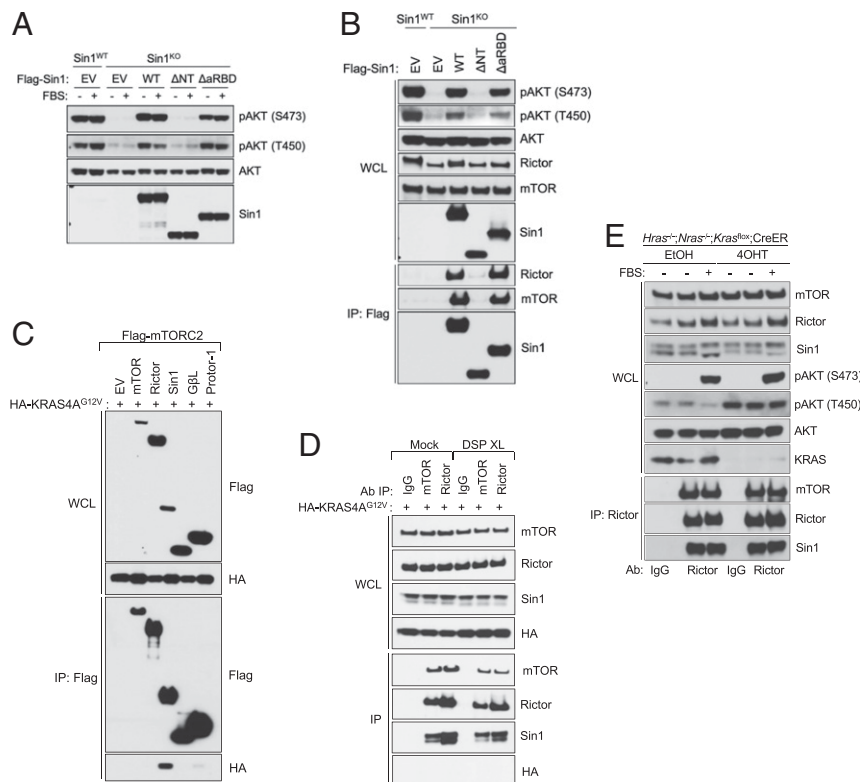 A
Sin1WT Sin1KO
Flag-Sin1: EV EV WT ΔNT ΔaRBD
FBS: - + - + - + - + - +
pAKT (S473)
pAKT (T450)
AKT
Sin1
B
Sin1WT Sin1KO
Flag-Sin1: EV EV WT ΔNT ΔaRBD
pAKT (S473)
pAKT (T450)
AKT
WCL Rictor
mTOR
Sin1
Rictor
mTOR
IP: Flag
Sin1
C
Flag-mTORC2
EV mTOR Rictor Sin1 GβL Protor-1
HA-KRAS4AG12V : + + + + + +
WCL Flag
HA
IP: Flag Flag
HA
D
Mock DSP XL
Ab IP: IgG mTOR Rictor IgG mTOR Rictor
HA-KRAS4AG12V : + + + + + +
mTOR
WCL Rictor
Sin1
HA
mTOR
IP Rictor
Sin1
HA
E
Hras-/-;Nras-/-;Krasflox;CreER
EtOH 4OHT
FBS: - - + - - +
mTOR
Rictor
Sin1
WCL pAKT (S473)
pAKT (T450)
AKT
KRAS
mTOR
IP: Rictor Rictor
Sin1
Ab: IgG Rictor IgG Rictor